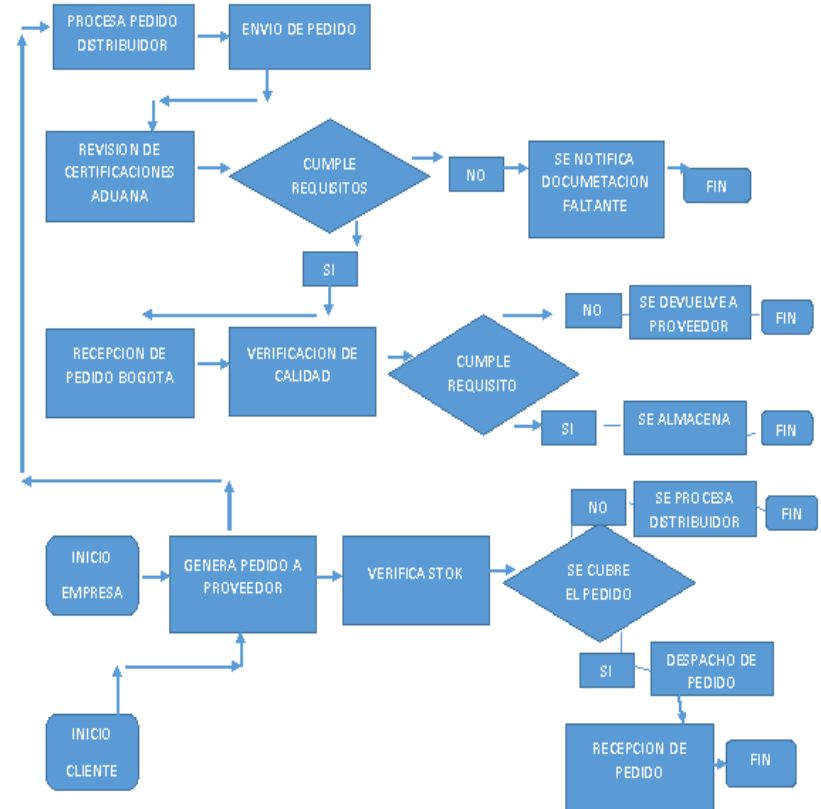 PROCESA PEDIDO
DISTRIBUIDOR
ENVIO DE PEDIDO
REVISION DE
CERTIFICACIONES
ADUANA
CUMPLE
REQUISITOS
NO
SE NOTIFICA
DOCUMETACION
FALTANTE
FIN
SI
RECEPCION DE
PEDIDO BOGOTA
VERIFICACION DE
CALIDAD
CUMPLE
REQUISITO
NO
SE DEVUELVE A
PROVEEDOR
FIN
SI
SE ALMACENA
FIN
INICIO
EMPRESA
GENERA PEDIDO A
PROVEEDOR
VERIFICA STOK
SE CUBRE
EL PEDIDO
NO
SE PROCESA
DISTRIBUIDOR
FIN
SI
DESPACHO DE
PEDIDO
RECEPCION DE
PEDIDO
FIN
INICIO
CLIENTE